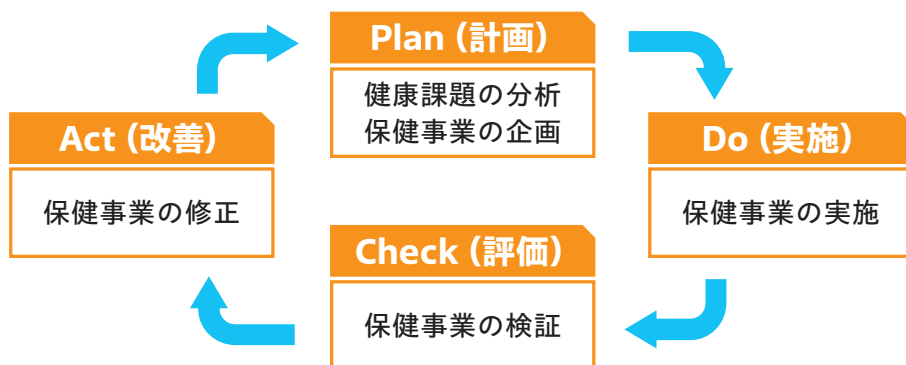 Plan（計画）
健康課題の分析
保健事業の企画
Do（実施）
保健事業の実施
Check（評価）
保健事業の検証
Act（改善）
保健事業の修正